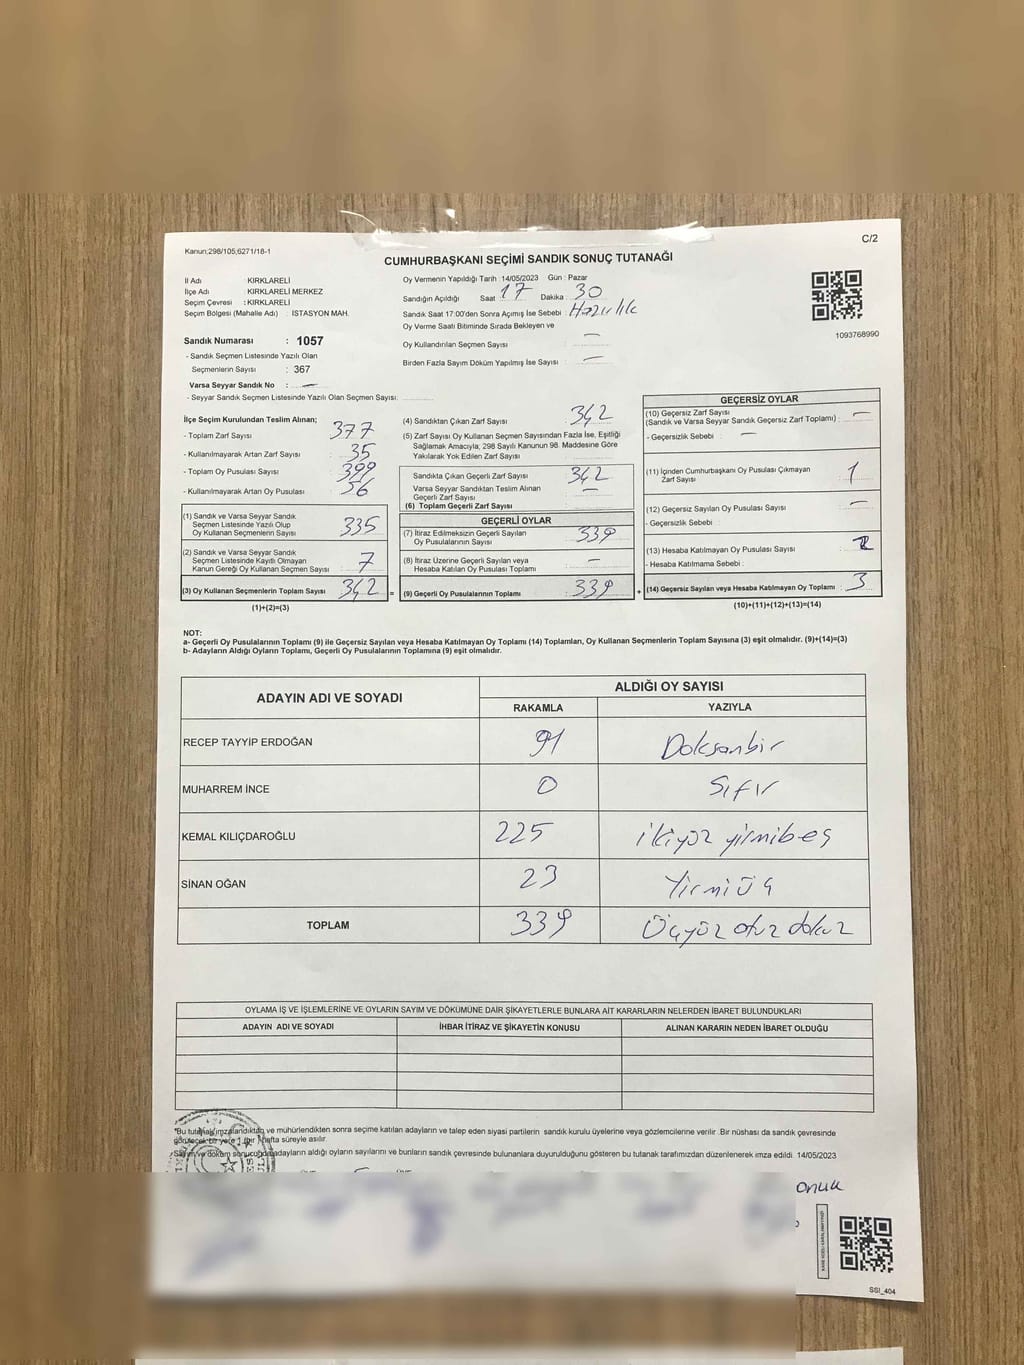 Kanun;298/105;6271/18-1
C/2
CUMHURBAŞKANI SEÇİMİ SANDIK SONUÇ TUTANAĞI
İl Adı : KIRKLARELİ
İlçe Adı : KIRKLARELİ MERKEZ
Seçim Çevresi : KIRKLARELİ
Seçim Bölgesi (Mahalle Adı) : İSTASYON MAH.
Oy Vermenin Yapıldığı Tarih 14/05/2023 Gün : Pazar
Sandığın Açıldığı Saat 17 Dakika 30
Sandık Saat 17:00'den Sonra Açımış İse Sebebi : Hazırlık
Oy Verme Saati Bitiminde Sırada Bekleyen ve
Oy Kullandırılan Seçmen Sayısı —
Birden Fazla Sayım Döküm Yapılmış İse Sayısı : —
1093768990
Sandık Numarası : 1057
- Sandık Seçmen Listesinde Yazılı Olan
Seçmenlerin Sayısı : 367
Varsa Seyyar Sandık No : —
- Seyyar Sandık Listesinde Yazılı Olan Seçmen Sayısı:
İlçe Seçim Kurulundan Teslim Alınan;
- Toplam Zarf Sayısı 377
- Kullanılmayarak Artan Zarf Sayısı 35
- Toplam Oy Pusulası Sayısı 399
- Kullanılmayarak Artan Oy Pusulası 56
(1) Sandık ve Varsa Seyyar Sandık
Seçmen Listesinde Yazılı Olup
Oy Kullanan Seçmenlerin Sayısı 335
(2) Sandık ve Varsa Seyyar Sandık
Seçmen Listesinde Kayıtlı Olmayan
Kanun Gereği Oy Kullanan Seçmen Sayısı 7
(3) Oy Kullanan Seçmenlerin Toplam Sayısı 342 =
(1)+(2)=(3)
(4) Sandıktan Çıkan Zarf Sayısı 342
(5) Zarf Sayısı Oy Kullanan Seçmen Sayısından Fazla İse, Eşitliği
Sağlamak Amacıyla; 298 Sayılı Kanunun 98. Maddesine Göre
Yakılarak Yok Edilen Zarf Sayısı
Sandıkta Çıkan Geçerli Zarf Sayısı 342
Varsa Seyyar Sandıktan Teslim Alınan
Geçerli Zarf Sayısı —
(6) Toplam Geçerli Zarf Sayısı
GEÇERLİ OYLAR
(7) İtiraz Edilmeksizin Geçerli Sayılan
Oy Pusulalarının Sayısı 339
(8) İtiraz Üzerine Geçerli Sayılan veya
Hesaba Katılan Oy Pusulaları Toplamı —
(9) Geçerli Oy Pusulalarının Toplamı 339 +
GEÇERSİZ OYLAR
(10) Geçersiz Zarf Sayısı
(Sandık ve Varsa Seyyar Sandık Geçersiz Zarf Toplamı) : —
- Geçersizlik Sebebi : —
(11) İçinden Cumhurbaşkanı Oy Pusulası Çıkmayan
Zarf Sayısı 1
(12) Geçersiz Sayılan Oy Pusulası Sayısı —
- Geçersizlik Sebebi :
(13) Hesaba Katılmayan Oy Pusulası Sayısı 2
- Hesaba Katılmama Sebebi :
(14) Geçersiz Sayılan veya Hesaba Katılmayan Oy Toplamı : 3
(10)+(11)+(12)+(13)=(14)
NOT:
a- Geçerli Oy Pusulalarının Toplamı (9) ile Geçersiz Sayılan veya Hesaba Katılmayan Oy Toplamı (14) Toplamları, Oy Kullanan Seçmenlerin Toplam Sayısına (3) eşit olmalıdır. (9)+(14)=(3)
b- Adayların Aldığı Oyların Toplamı, Geçerli Oy Pusulalarının Toplamına (9) eşit olmalıdır.
ADAYIN ADI VE SOYADI
ALDIĞI OY SAYISI
RAKAMLA YAZIYLA
RECEP TAYYİP ERDOĞAN 91 Doksanbir
MUHARREM İNCE 0 Sıfır
KEMAL KILIÇDAROĞLU 225 ikiyüz yirmibeş
SİNAN OĞAN 23 Yirmi üç
TOPLAM 339 Üçyüz otuz dokuz
OYLAMA İŞ VE İŞLEMLERİNE VE OYLARIN SAYIM VE DÖKÜMÜNE DAİR ŞİKAYETLERLE BUNLARA AİT KARARLARIN NELERDEN İBARET BULUNDUKLARI
ADAYIN ADI VE SOYADI İHBAR İTİRAZ VE ŞİKAYETİN KONUSU ALINAN KARARIN NEDEN İBARET OLDUĞU
*Bu tutanak imzalandıktan ve mühürlendikten sonra seçime katılan adayların ve talep eden siyasi partilerin sandık kurulu üyelerine veya gözlemcilerine verilir. Bir nüshası da sandık çevresinde
görünecek bir yere 1 (bir) hafta süreyle asılır.
Sayım ve döküm sonucunda adayların aldığı oyların sayıları ve bunların sandık çevresinde bulunanlara duyurulduğunu gösteren bu tutanak tarafımızdan düzenlenerek imza edildi. 14/05/2023
SSI_404